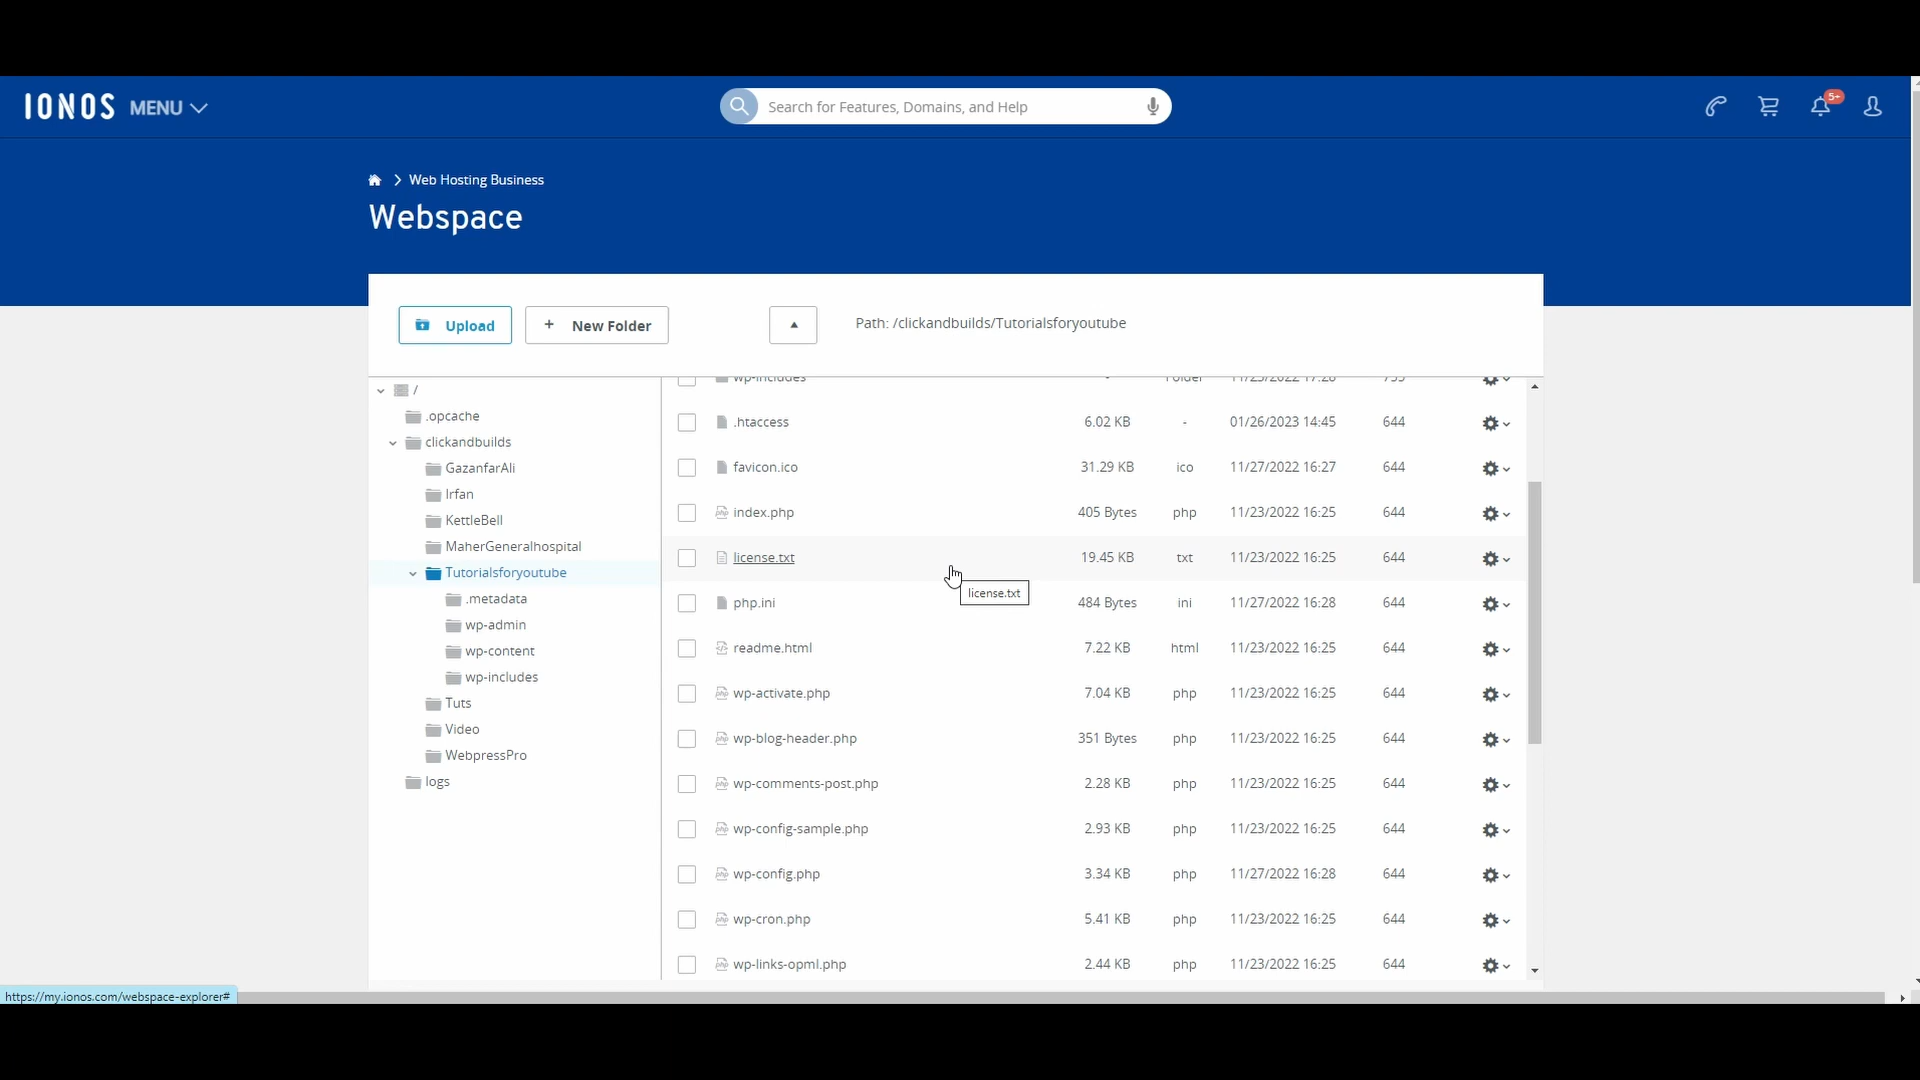 IONOS MENU
Search for Features, Domains, and Help
5+
Web Hosting Business
Webspace
Upload
+ New Folder
Path: /clickandbuilds/Tutorialsforyoutube
/
.opcache
clickandbuilds
GazanfarAli
Irfan
KettleBell
MaherGeneralhospital
Tutorialsforyoutube
.metadata
wp-admin
wp-content
wp-includes
Tuts
Video
WebpressPro
logs
wp-includes - Folder 11/23/2022 17:28 755
.htaccess 6.02 KB - 01/26/2023 14:45 644
favicon.ico 31.29 KB ico 11/27/2022 16:27 644
index.php 405 Bytes php 11/23/2022 16:25 644
license.txt 19.45 KB txt 11/23/2022 16:25 644
license.txt
php.ini 484 Bytes ini 11/27/2022 16:28 644
readme.html 7.22 KB html 11/23/2022 16:25 644
wp-activate.php 7.04 KB php 11/23/2022 16:25 644
wp-blog-header.php 351 Bytes php 11/23/2022 16:25 644
wp-comments-post.php 2.28 KB php 11/23/2022 16:25 644
wp-config-sample.php 2.93 KB php 11/23/2022 16:25 644
wp-config.php 3.34 KB php 11/27/2022 16:28 644
wp-cron.php 5.41 KB php 11/23/2022 16:25 644
wp-links-opml.php 2.44 KB php 11/23/2022 16:25 644
https://my.ionos.com/webspace-explorer#